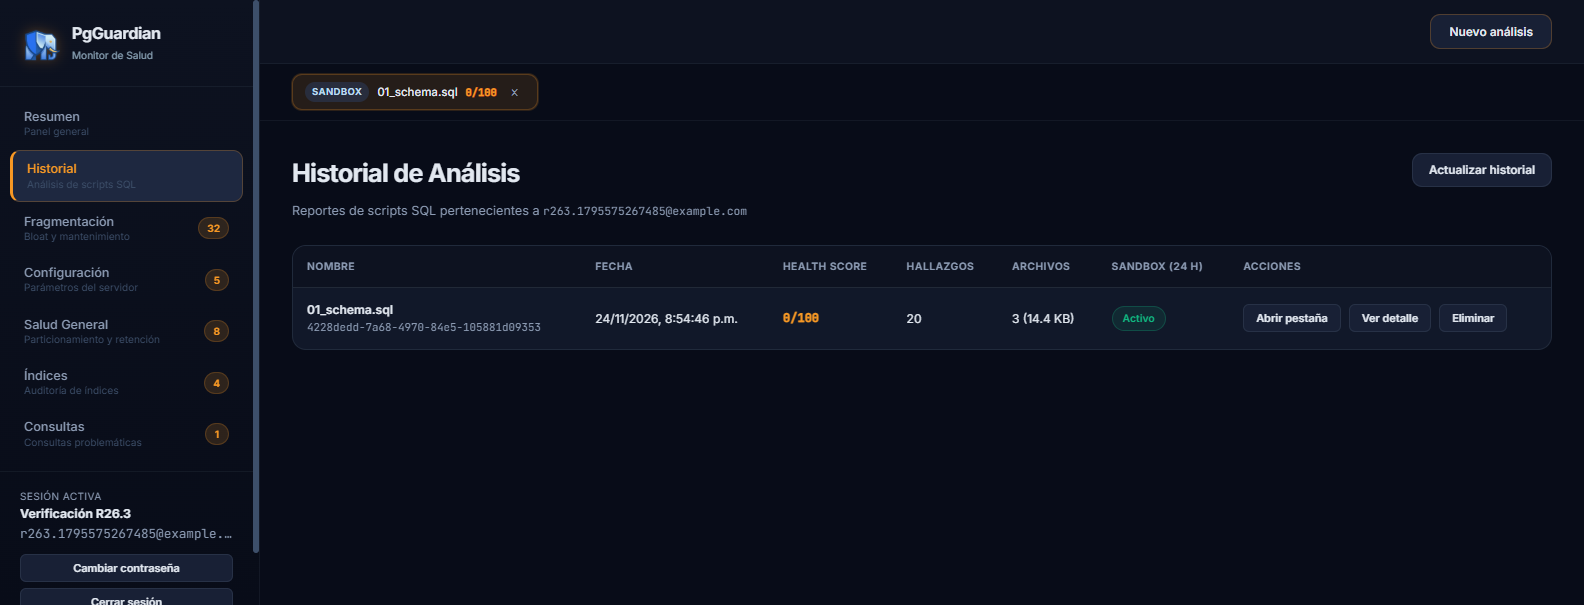 PgGuardian
Monitor de Salud
Resumen
Panel general
Historial
Análisis de scripts SQL
Fragmentación
Bloat y mantenimiento
32
Configuración
Parámetros del servidor
5
Salud General
Particionamiento y retención
8
Índices
Auditoría de índices
4
Consultas
Consultas problemáticas
1
SESIÓN ACTIVA
Verificación R26.3
r263.1795575267485@example.…
Cambiar contraseña
Cerrar sesión
Nuevo análisis
SANDBOX 01_schema.sql 0/100 ×
Historial de Análisis
Actualizar historial
Reportes de scripts SQL pertenecientes a r263.1795575267485@example.com
NOMBRE FECHA HEALTH SCORE HALLAZGOS ARCHIVOS SANDBOX (24 H) ACCIONES
01_schema.sql
4228dedd-7a68-4970-84e5-105881d09353
24/11/2026, 8:54:46 p.m. 0/100 20 3 (14.4 KB) Activo Abrir pestaña Ver detalle Eliminar